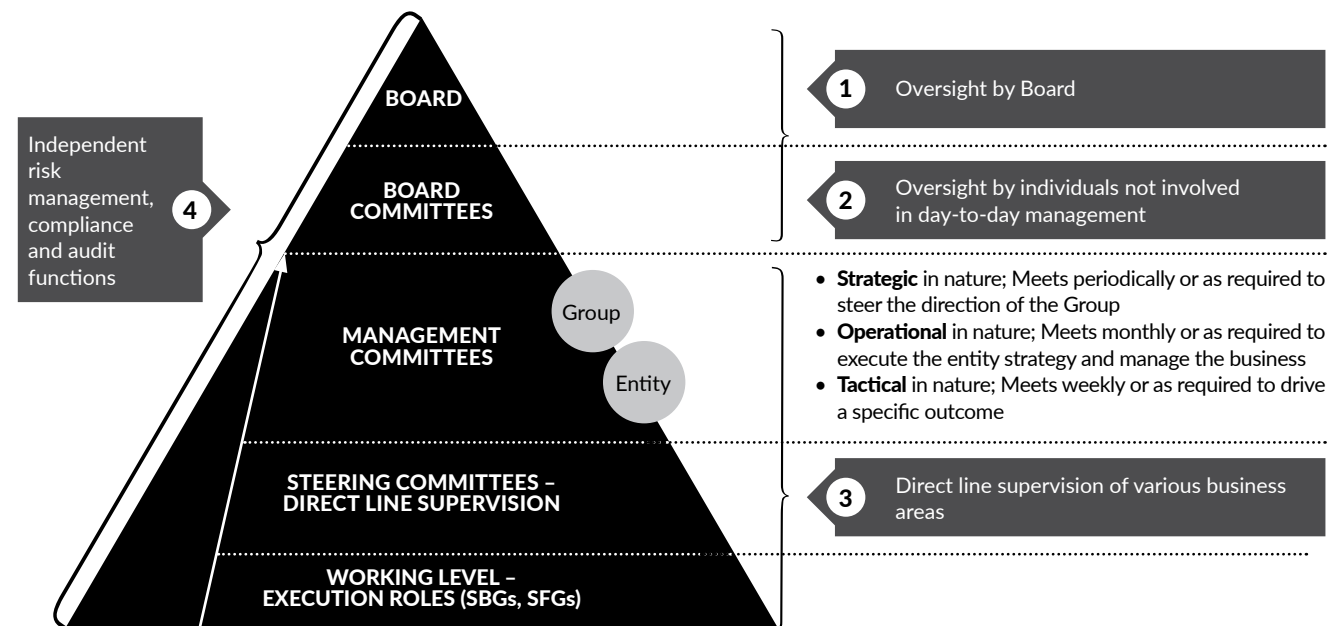 BOARD
1
Oversight by Board
Independent
risk
management,
compliance
and audit
functions
4
BOARD
COMMITTEES
2
Oversight by individuals not involved
in day-to-day management
Group
Entity
MANAGEMENT
COMMITTEES
• Strategic in nature; Meets periodically or as required to
steer the direction of the Group
• Operational in nature; Meets monthly or as required to
execute the entity strategy and manage the business
• Tactical in nature; Meets weekly or as required to drive
a specific outcome
STEERING COMMITTEES –
DIRECT LINE SUPERVISION
3
Direct line supervision of various business
areas
WORKING LEVEL –
EXECUTION ROLES (SBGs, SFGs)